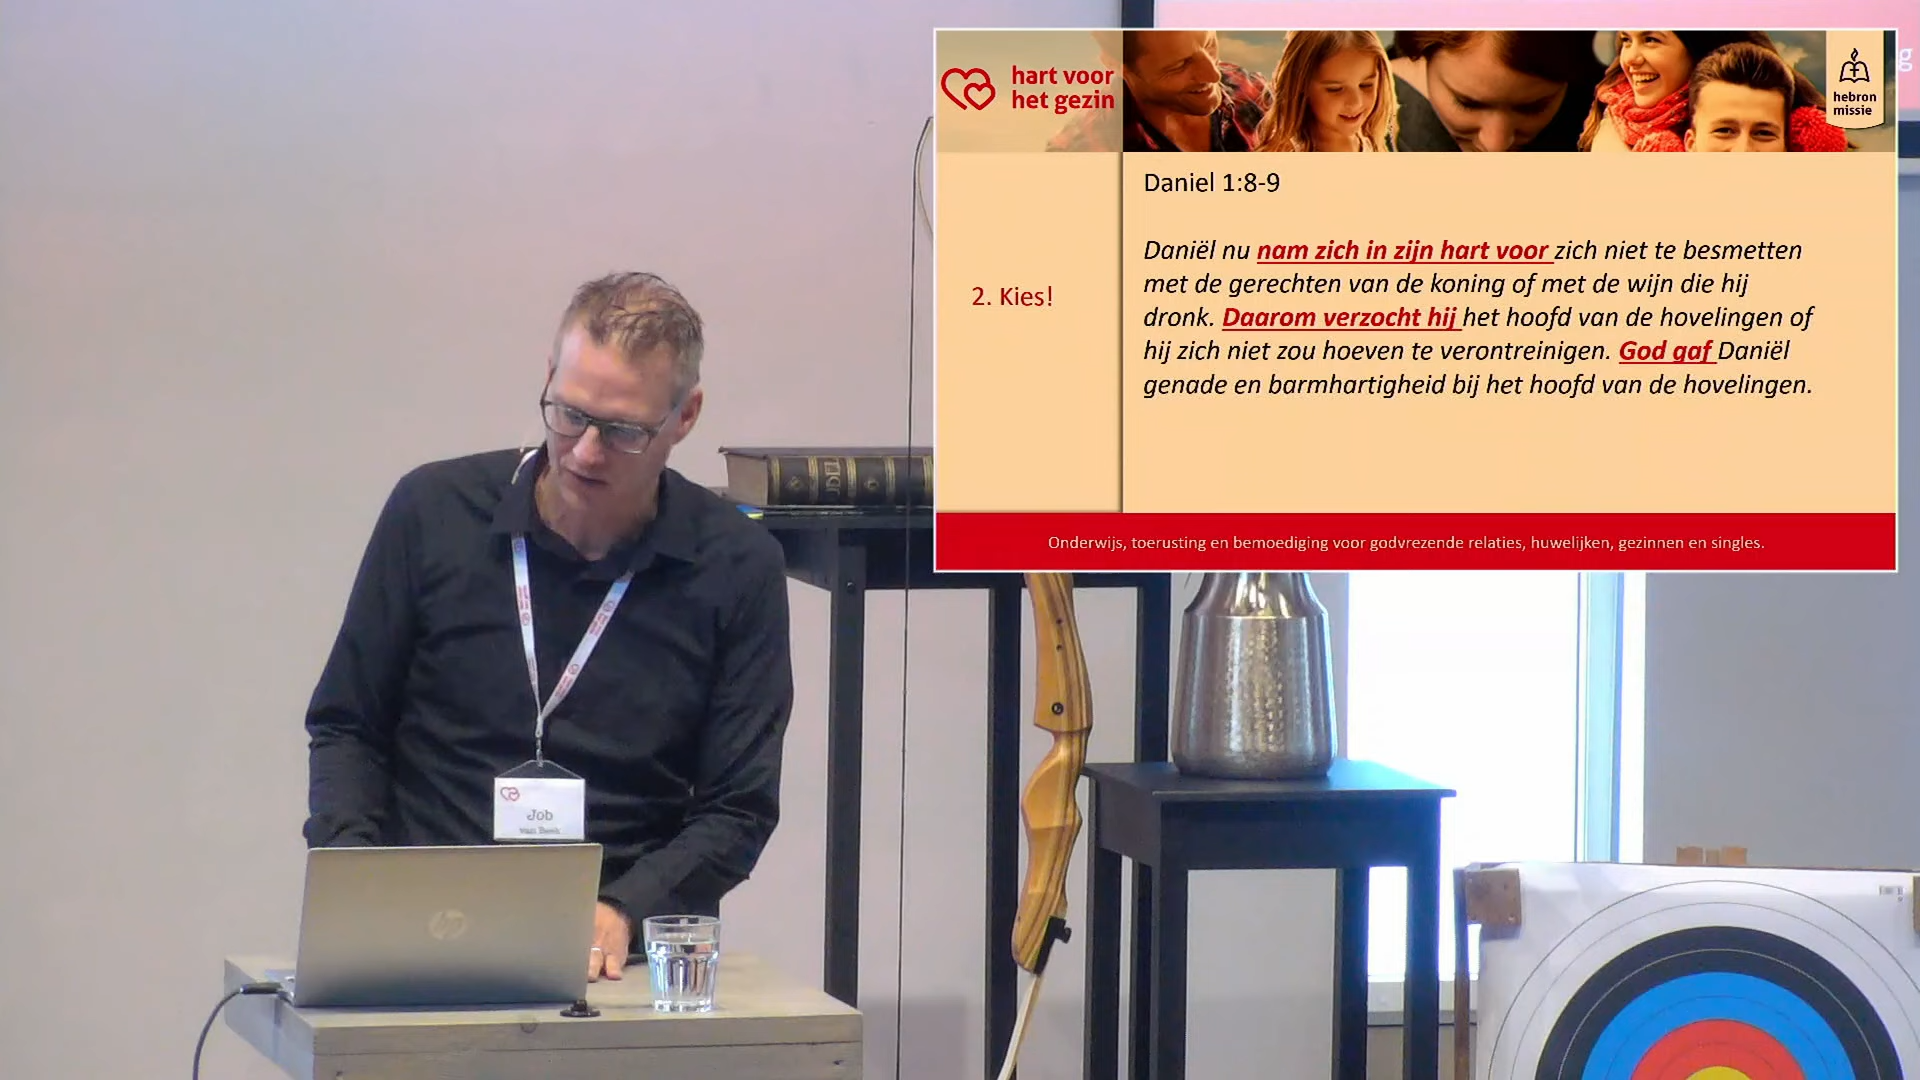 hart voor
het gezin
hebron
missie
Daniel 1:8-9
Daniël nu nam zich in zijn hart voor zich niet te besmetten
met de gerechten van de koning of met de wijn die hij
dronk. Daarom verzocht hij het hoofd van de hovelingen of
hij zich niet zou hoeven te verontreinigen. God gaf Daniël
genade en barmhartigheid bij het hoofd van de hovelingen.
2. Kies!
Onderwijs, toerusting en bemoediging voor godvrezende relaties, huwelijken, gezinnen en singles.
Job
van Beek
hp
g